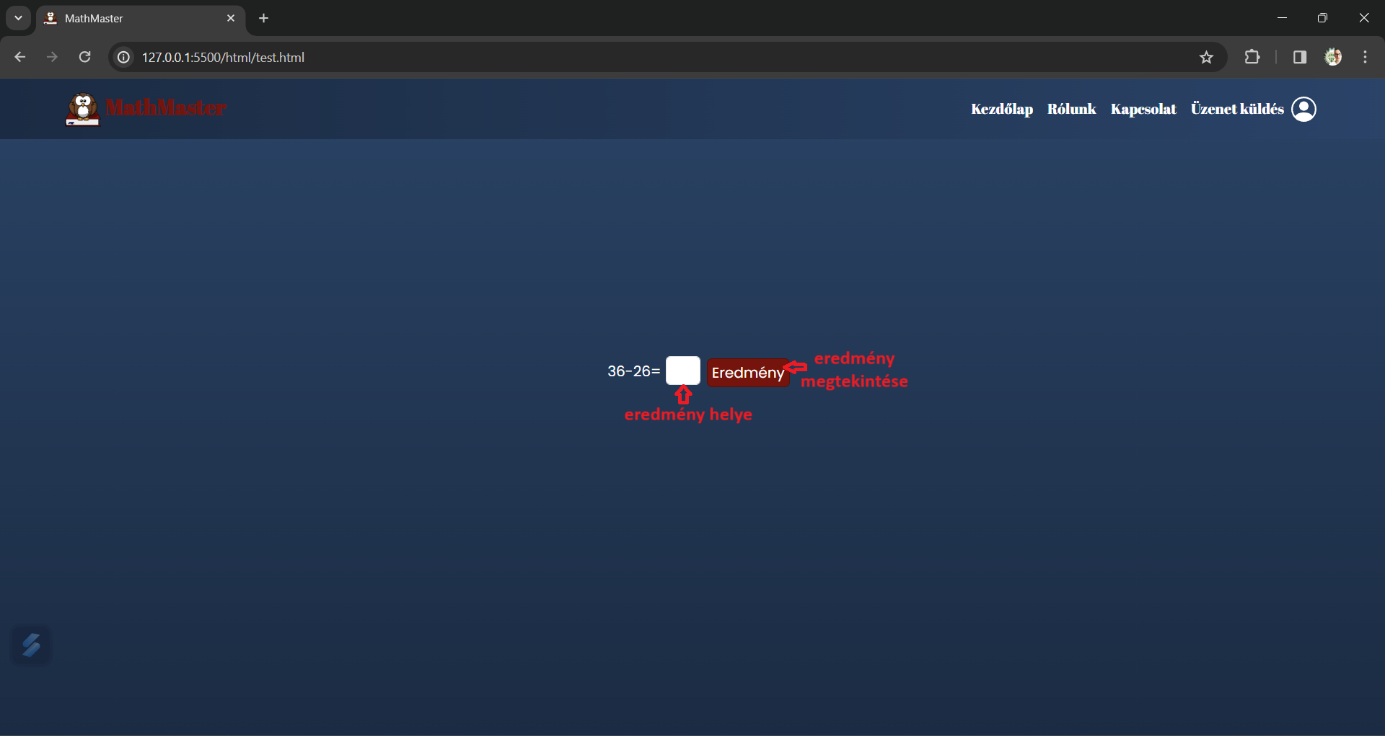 MathMaster
127.0.0.1:5500/html/test.html
MathMaster
Kezdőlap Rólunk Kapcsolat Üzenet küldés
36-26= Eredmény
eredmény
megtekintése
eredmény helye